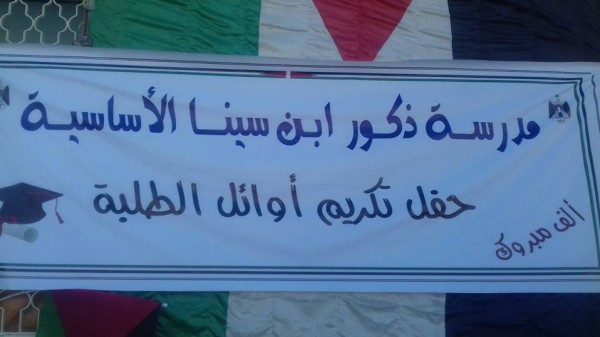 مدرسة ذكور ابن سينا الأساسية
حفل تكريم أوائل الطلبة
ألف مبروك